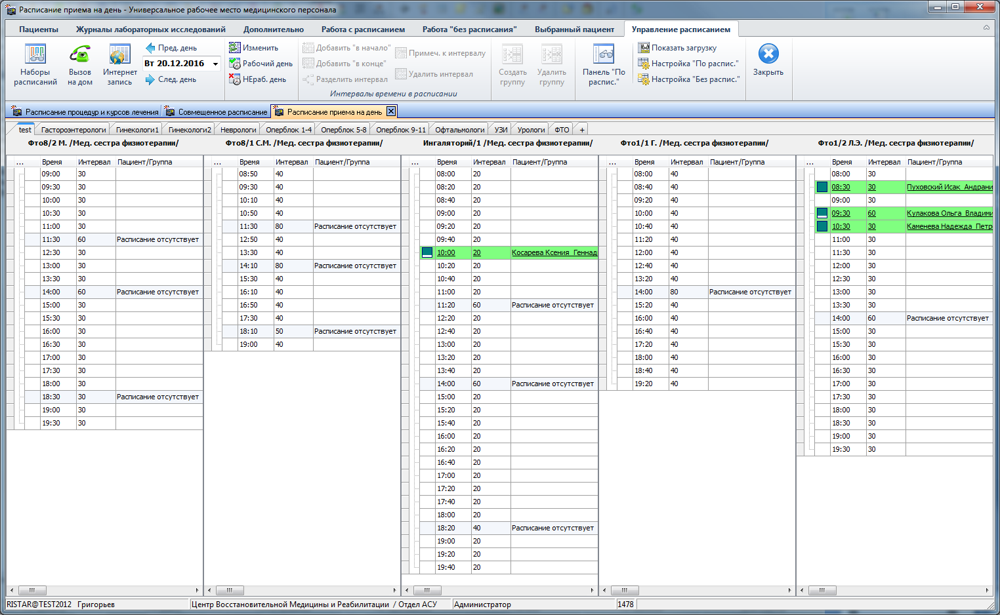 Расписание приема на день - Универсальное рабочее место медицинского персонала
Пациенты Журналы лабораторных исследований Дополнительно Работа с расписанием Работа "без расписания" Выбранный пациент Управление расписанием
Наборы расписаний
Вызов на дом
Интернет запись
Пред. день
Вт 20.12.2016
След. день
Изменить
Рабочий день
НЕраб. день
Добавить "в начало"
Добавить "в конце"
Разделить интервал
Примеч. к интервалу
Удалить интервал
Интервалы времени в расписании
Создать группу
Удалить группу
Панель "По распис."
Показать загрузку
Настройка "По распис."
Настройка "Без распис."
Закрыть
Расписание процедур и курсов лечения Совмещенное расписание Расписание приема на день
test Гастороэнтерологи Гинекологи1 Гинекологи2 Неврологи Оперблок 1-4 Оперблок 5-8 Оперблок 9-11 Офтальмологи УЗИ Урологи ФТО +
Фто8/2 М. /Мед. сестра физиотерапии/
... Время Интервал Пациент/Группа
09:00 30
09:30 30
10:00 30
10:30 30
11:00 30
11:30 60 Расписание отсутствует
12:30 30
13:00 30
13:30 30
14:00 60 Расписание отсутствует
15:00 30
15:30 30
16:00 30
16:30 30
17:00 30
17:30 30
18:00 30
18:30 30 Расписание отсутствует
19:00 30
19:30 30
Фто8/1 С.М. /Мед. сестра физиотерапии/
... Время Интервал Пациент/Группа
08:50 40
09:30 40
10:10 40
10:50 40
11:30 80 Расписание отсутствует
12:50 40
13:30 40
14:10 80 Расписание отсутствует
15:30 40
16:10 40
16:50 40
17:30 40
18:10 50 Расписание отсутствует
19:00 40
Ингаляторий/1 /Мед. сестра физиотерапии/
... Время Интервал Пациент/Группа
08:00 20
08:20 20
08:40 20
09:00 20
09:20 20
09:40 20
10:00 20 Косарева Ксения Геннад
10:20 20
10:40 20
11:00 20
11:20 60 Расписание отсутствует
12:20 20
12:40 20
13:00 20
13:20 20
13:40 20
14:00 60 Расписание отсутствует
15:00 20
15:20 20
15:40 20
16:00 20
16:20 20
16:40 20
17:00 20
17:20 20
17:40 20
18:00 20
18:20 40 Расписание отсутствует
19:00 20
19:20 20
19:40 20
Фто1/1 Г. /Мед. сестра физиотерапии/
... Время Интервал Пациент/Группа
08:00 40
08:40 40
09:20 40
10:00 40
10:40 40
11:20 40
12:00 40
12:40 40
13:20 40
14:00 80 Расписание отсутствует
15:20 40
16:00 40
16:40 40
17:20 40
18:00 40
18:40 40
19:20 40
Фто1/2 Л.Э. /Мед. сестра физиотерапии/
... Время Интервал Пациент/Группа
08:00 30
08:30 30 Пуховский Исак Андрани
09:00 30
09:30 60 Кулакова Ольга Владими
10:30 30 Каменева Надежда Петр
11:00 30
11:30 30
12:00 30
12:30 30
13:00 30
13:30 30
14:00 60 Расписание отсутствует
15:00 30
15:30 30
16:00 30
16:30 30
17:00 30
17:30 30
18:00 30
18:30 30
19:00 30
19:30 30
RISTAR@TEST2012 Григорьев Центр Восстановительной Медицины и Реабилитации / Отдел АСУ Администратор 1478